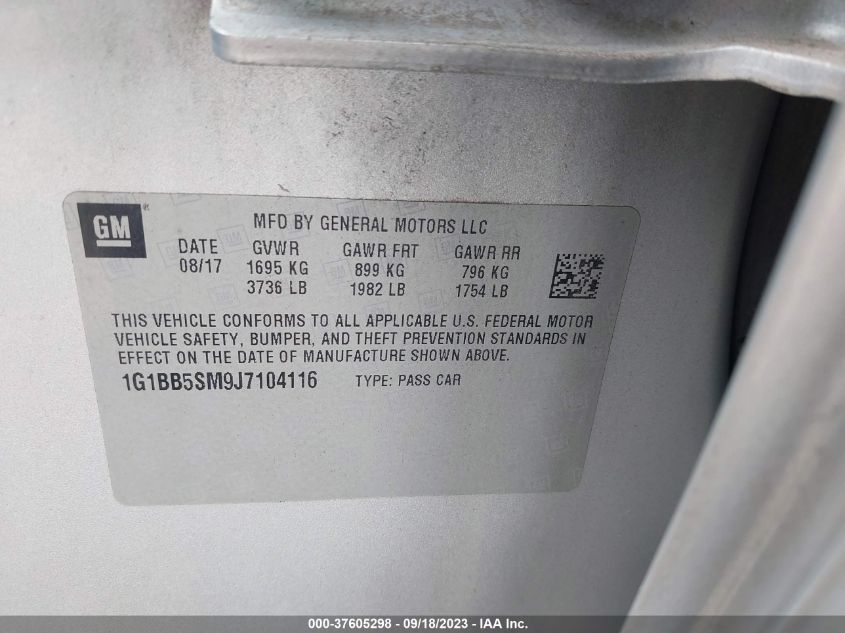 GM
MFD BY GENERAL MOTORS LLC
DATE GVWR GAWR FRT GAWR RR
08/17 1695 KG 899 KG 796 KG
3736 LB 1982 LB 1754 LB
THIS VEHICLE CONFORMS TO ALL APPLICABLE U.S. FEDERAL MOTOR
VEHICLE SAFETY, BUMPER, AND THEFT PREVENTION STANDARDS IN
EFFECT ON THE DATE OF MANUFACTURE SHOWN ABOVE.
1G1BB5SM9J7104116 TYPE: PASS CAR
000-37605298 - 09/18/2023 - IAA Inc.